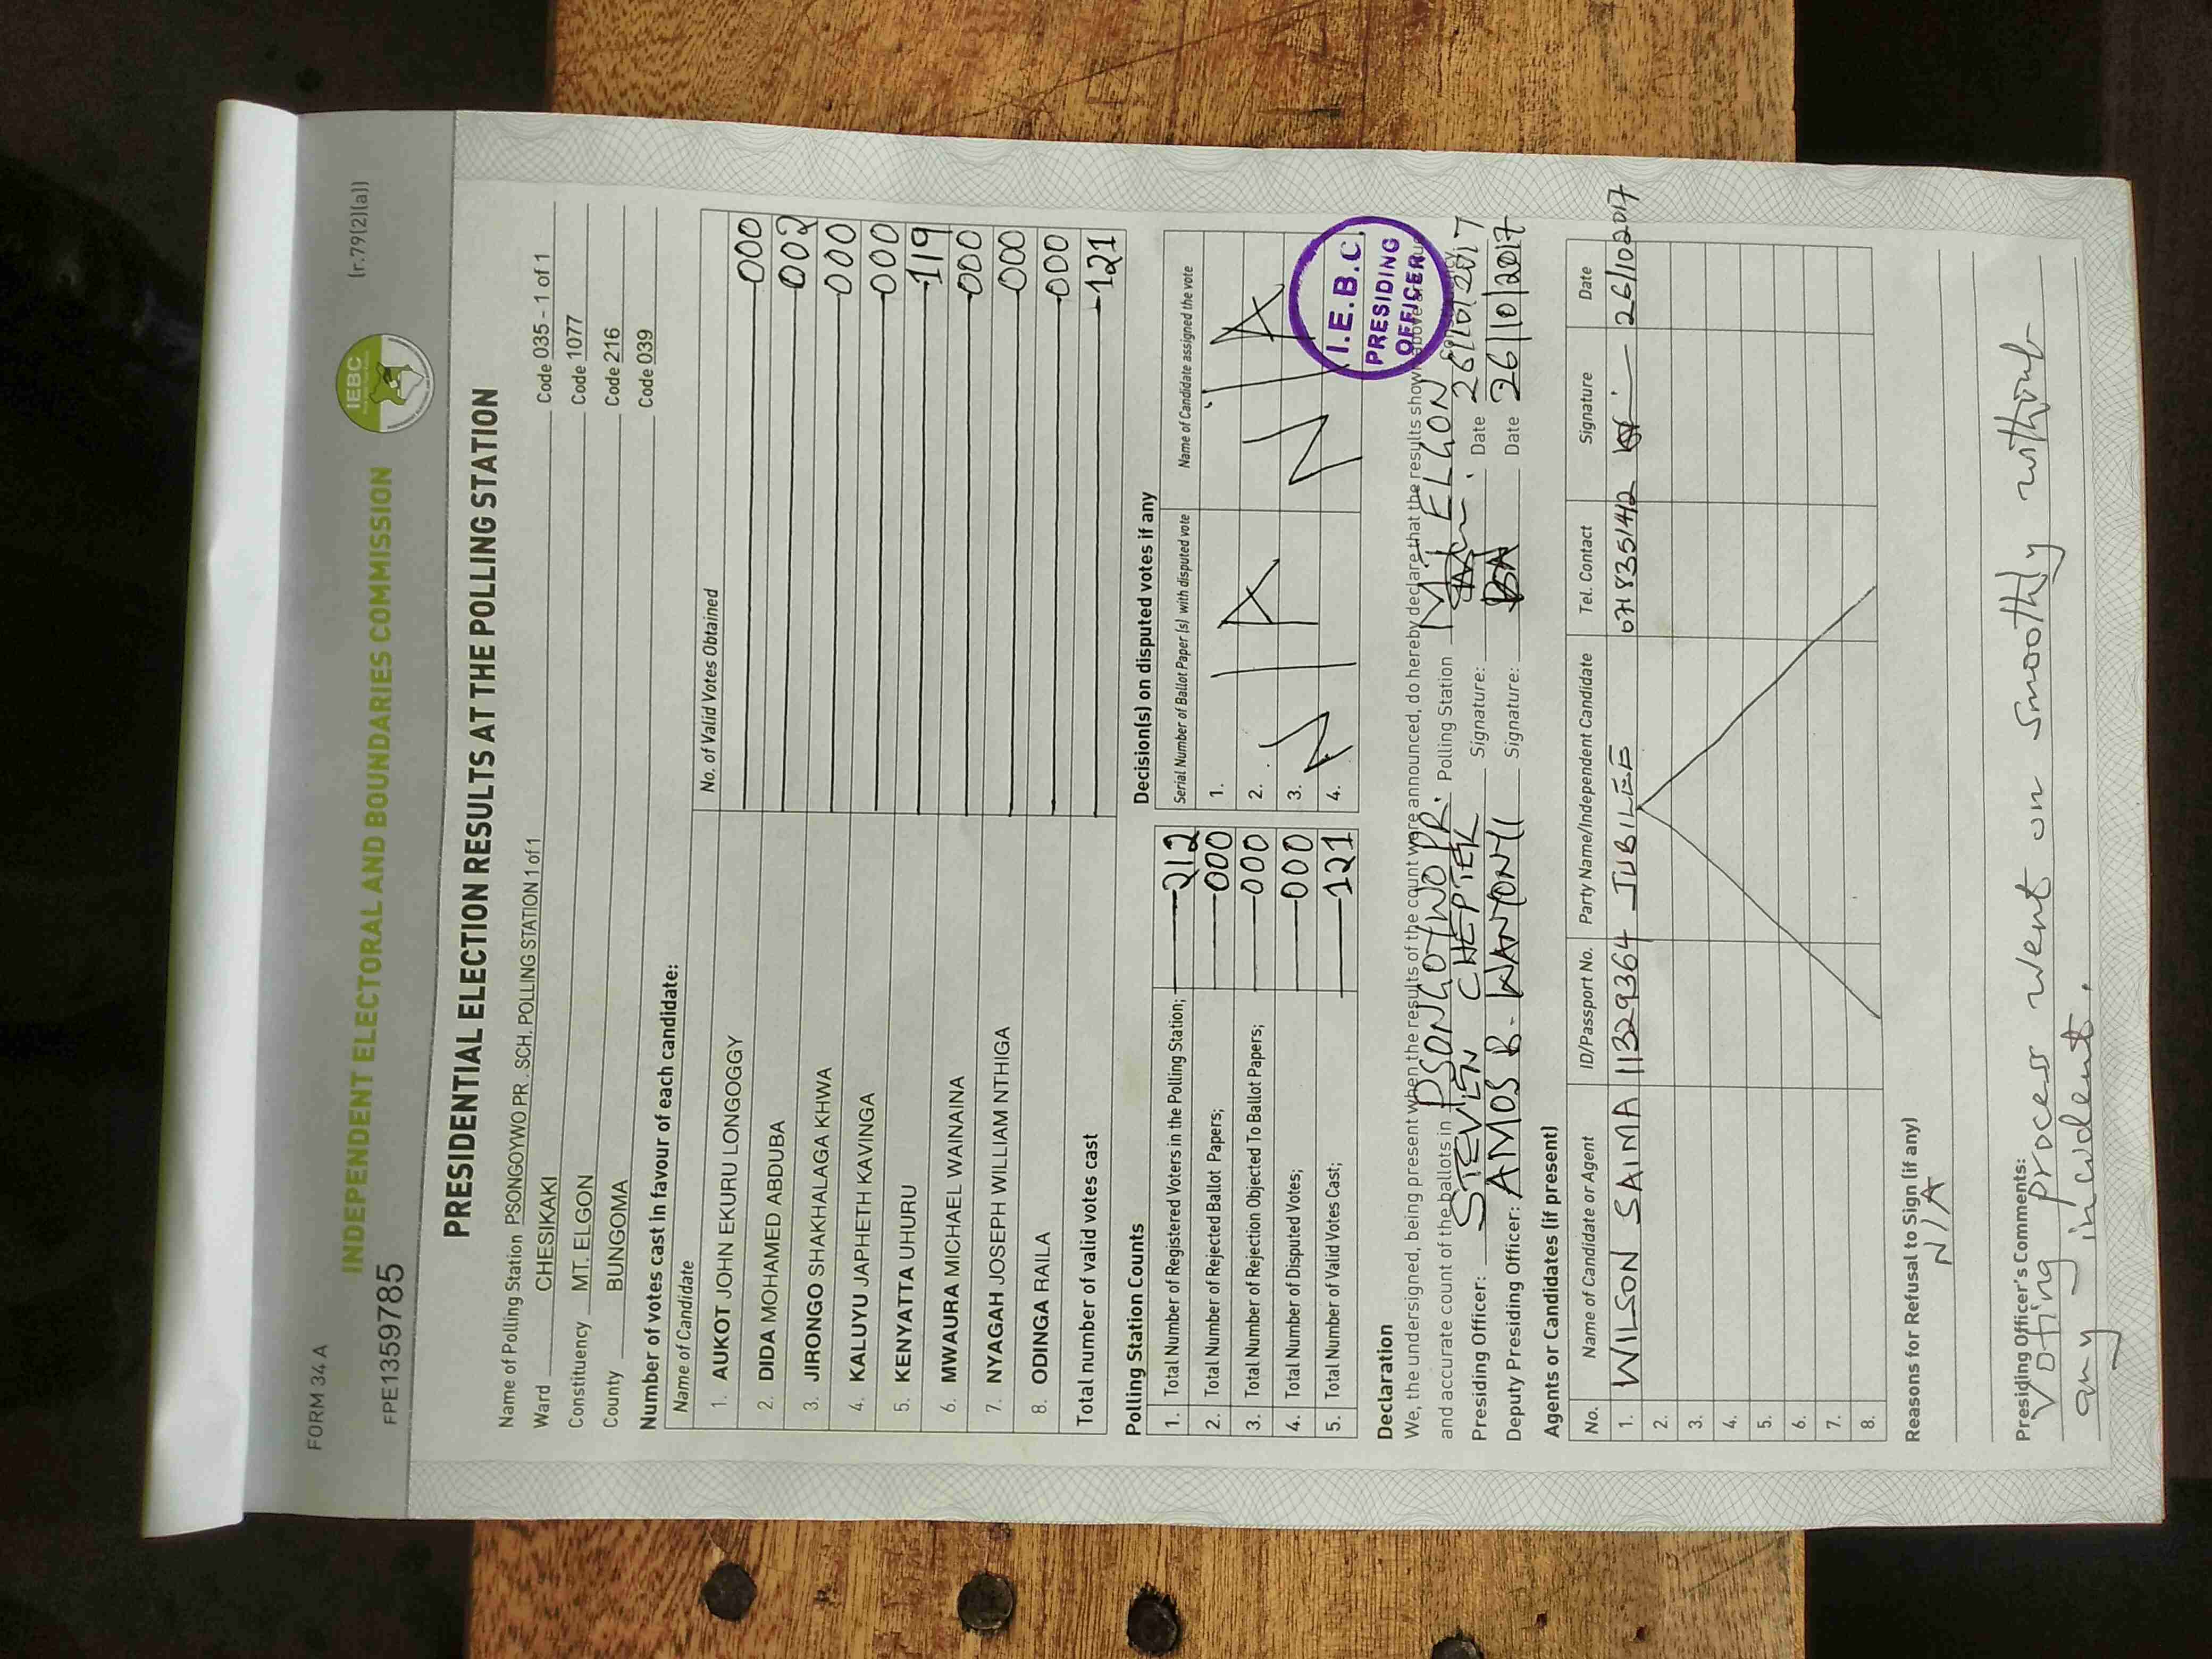 FORM 34 A
(r.79(2)(a))
INDEPENDENT ELECTORAL AND BOUNDARIES COMMISSION
IEBC
FPE1359785
PRESIDENTIAL ELECTION RESULTS AT THE POLLING STATION
Name of Polling Station PSONGOYWO PR . SCH. POLLING STATION 1 of 1 Code 035 - 1 of 1
Ward CHESIKAKI Code 1077
Constituency MT. ELGON Code 216
County BUNGOMA Code 039
Number of votes cast in favour of each candidate:
Name of Candidate No. of Valid Votes Obtained
1. AUKOT JOHN EKURU LONGOGGY 000
2. DIDA MOHAMED ABDUBA 002
3. JIRONGO SHAKHALAGA KHWA 000
4. KALUYU JAPHETH KAVINGA 000
5. KENYATTA UHURU 119
6. MWAURA MICHAEL WAINAINA 000
7. NYAGAH JOSEPH WILLIAM NTHIGA 000
8. ODINGA RAILA 000
Total number of valid votes cast 121
Polling Station Counts
1. Total Number of Registered Voters in the Polling Station; 212
2. Total Number of Rejected Ballot Papers; 000
3. Total Number of Rejection Objected To Ballot Papers; 000
4. Total Number of Disputed Votes; 000
5. Total Number of Valid Votes Cast; 121
Decision(s) on disputed votes if any
Serial Number of Ballot Paper (s) with disputed vote Name of Candidate assigned the vote
1.
2.
3.
4.
N/A N/A
N/A
I.E.B.C.
PRESIDING
OFFICER
Declaration
We, the undersigned, being present when the results of the count were announced, do hereby declare that the results shown above
and accurate count of the ballots in PSONGOYWO PR. Polling Station Mt ELGON
Presiding Officer: STEVEN CHEPTEK Signature: Date 26/10/2017
Deputy Presiding Officer: AMOS B. WANYONYI Signature: Date 26/10/2017
Agents or Candidates (if present)
No. Name of Candidate or Agent ID/Passport No. Party Name/Independent Candidate Tel. Contact Signature Date
1. WILSON SAIMA 11329364 JUBILEE 0718355142 26/10/2017
2.
3.
4.
5.
6.
7.
8.
Reasons for Refusal to Sign (if any)
N/A
Presiding Officer's Comments:
Voting process went on smoothly without
any incident.